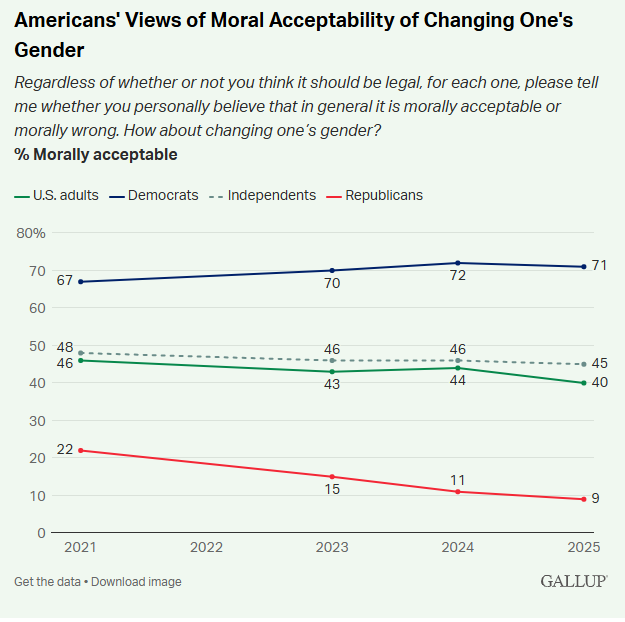 Americans' Views of Moral Acceptability of Changing One's
Gender
Regardless of whether or not you think it should be legal, for each one, please tell
me whether you personally believe that in general it is morally acceptable or
morally wrong. How about changing one's gender?
% Morally acceptable
U.S. adults Democrats Independents Republicans
80%
70
60
50
40
30
20
10
0
67 70 72 71
48 46 46 45
46 43 44 40
22 15 11 9
2021 2022 2023 2024 2025
Get the data • Download image
GALLUP®